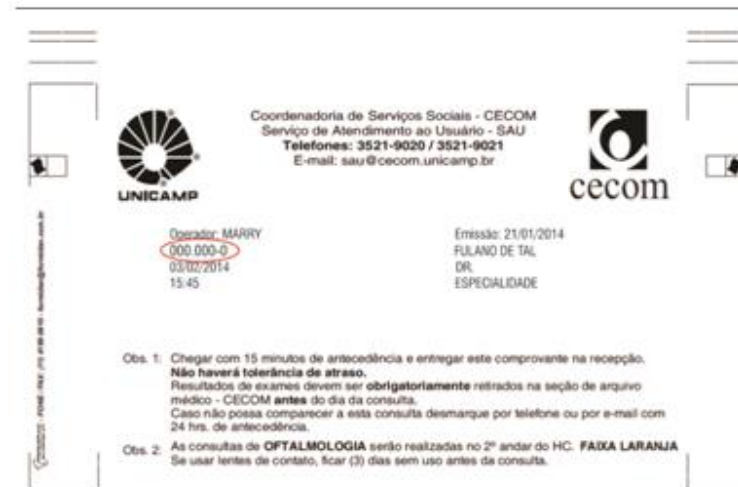 Coordenadoria de Serviços Sociais - CECOM
Serviço de Atendimento ao Usuário - SAU
Telefones: 3521-9020 / 3521-9021
E-mail: sau@cecom.unicamp.br
UNICAMP
cecom
Operador: MARRY
Emissão: 21/01/2014
000.000-0
FULANO DE TAL
03/02/2014
DR.
15:45
ESPECIALIDADE
Obs. 1: Chegar com 15 minutos de antecedência e entregar este comprovante na recepção.
Não haverá tolerância de atraso.
Resultados de exames devem ser obrigatoriamente retirados na seção de arquivo
médico - CECOM antes do dia da consulta.
Caso não possa comparecer a esta consulta desmarque por telefone ou por e-mail com
24 hrs. de antecedência.
Obs. 2: As consultas de OFTALMOLOGIA serão realizadas no 2º andar do HC. FAIXA LARANJA
Se usar lentes de contato, ficar (3) dias sem uso antes da consulta.